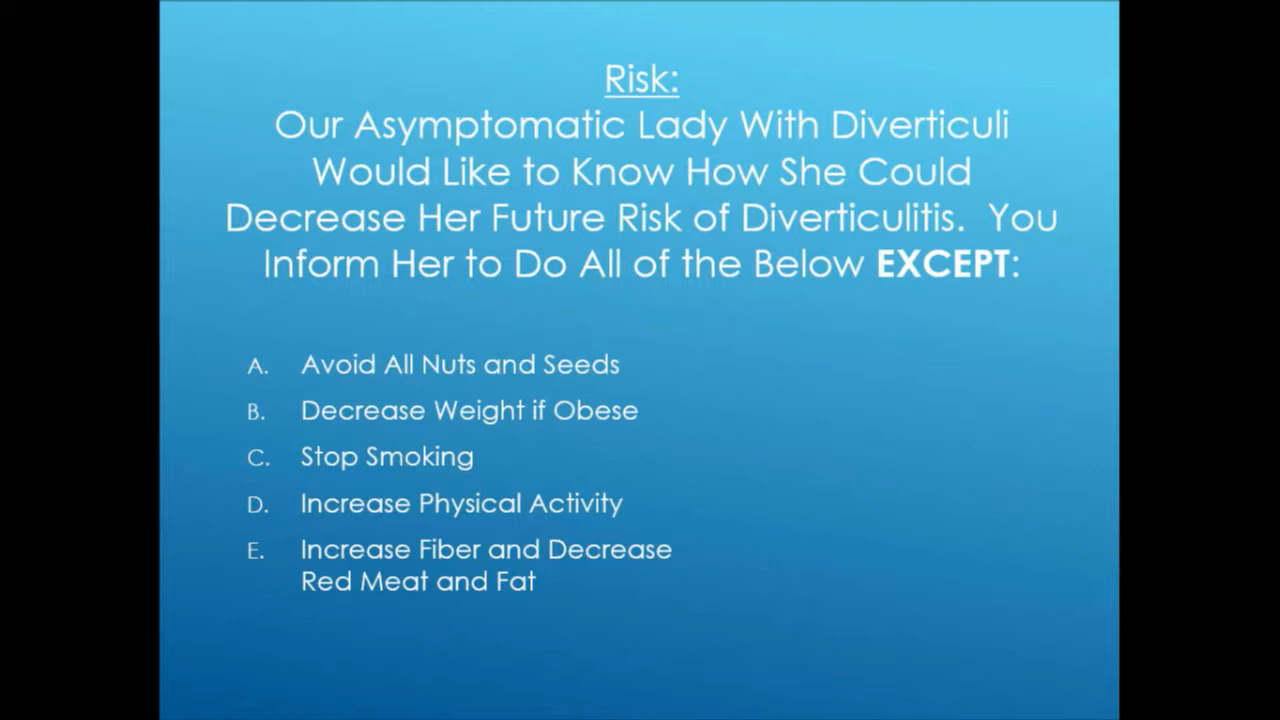 Risk:
Our Asymptomatic Lady With Diverticuli
Would Like to Know How She Could
Decrease Her Future Risk of Diverticulitis.  You
Inform Her to Do All of the Below EXCEPT:
A. Avoid All Nuts and Seeds
B. Decrease Weight if Obese
C. Stop Smoking
D. Increase Physical Activity
E. Increase Fiber and Decrease
Red Meat and Fat